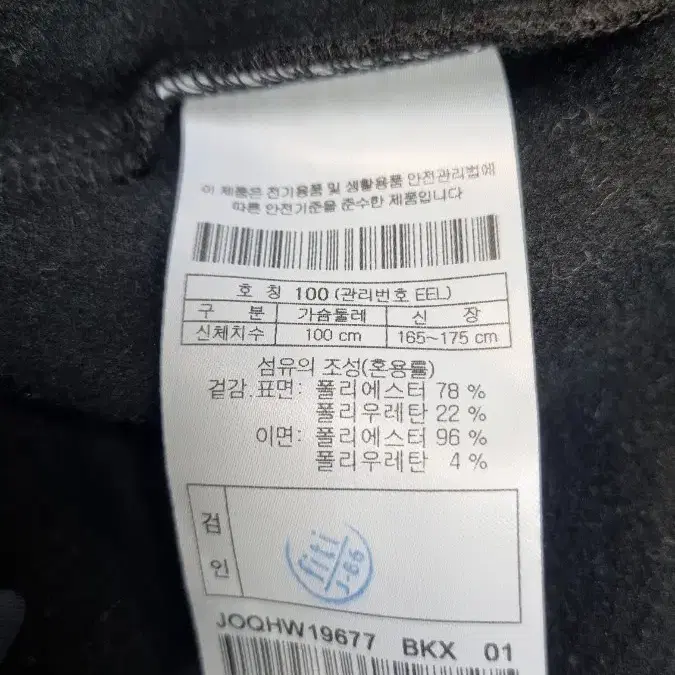 이 제품은 전기용품 및 생활용품 안전관리법에
따른 안전기준을 준수한 제품입니다
호 칭 100 (관리번호 EEL)
구 분 가슴둘레 신 장
신체치수 100 cm 165~175 cm
섬유의 조성(혼용률)
겉감.표면: 폴리에스터 78 %
폴리우레탄 22 %
이면: 폴리에스터 96 %
폴리우레탄 4 %
검
인
fiti
J-66
JOQHW19677 BKX 01